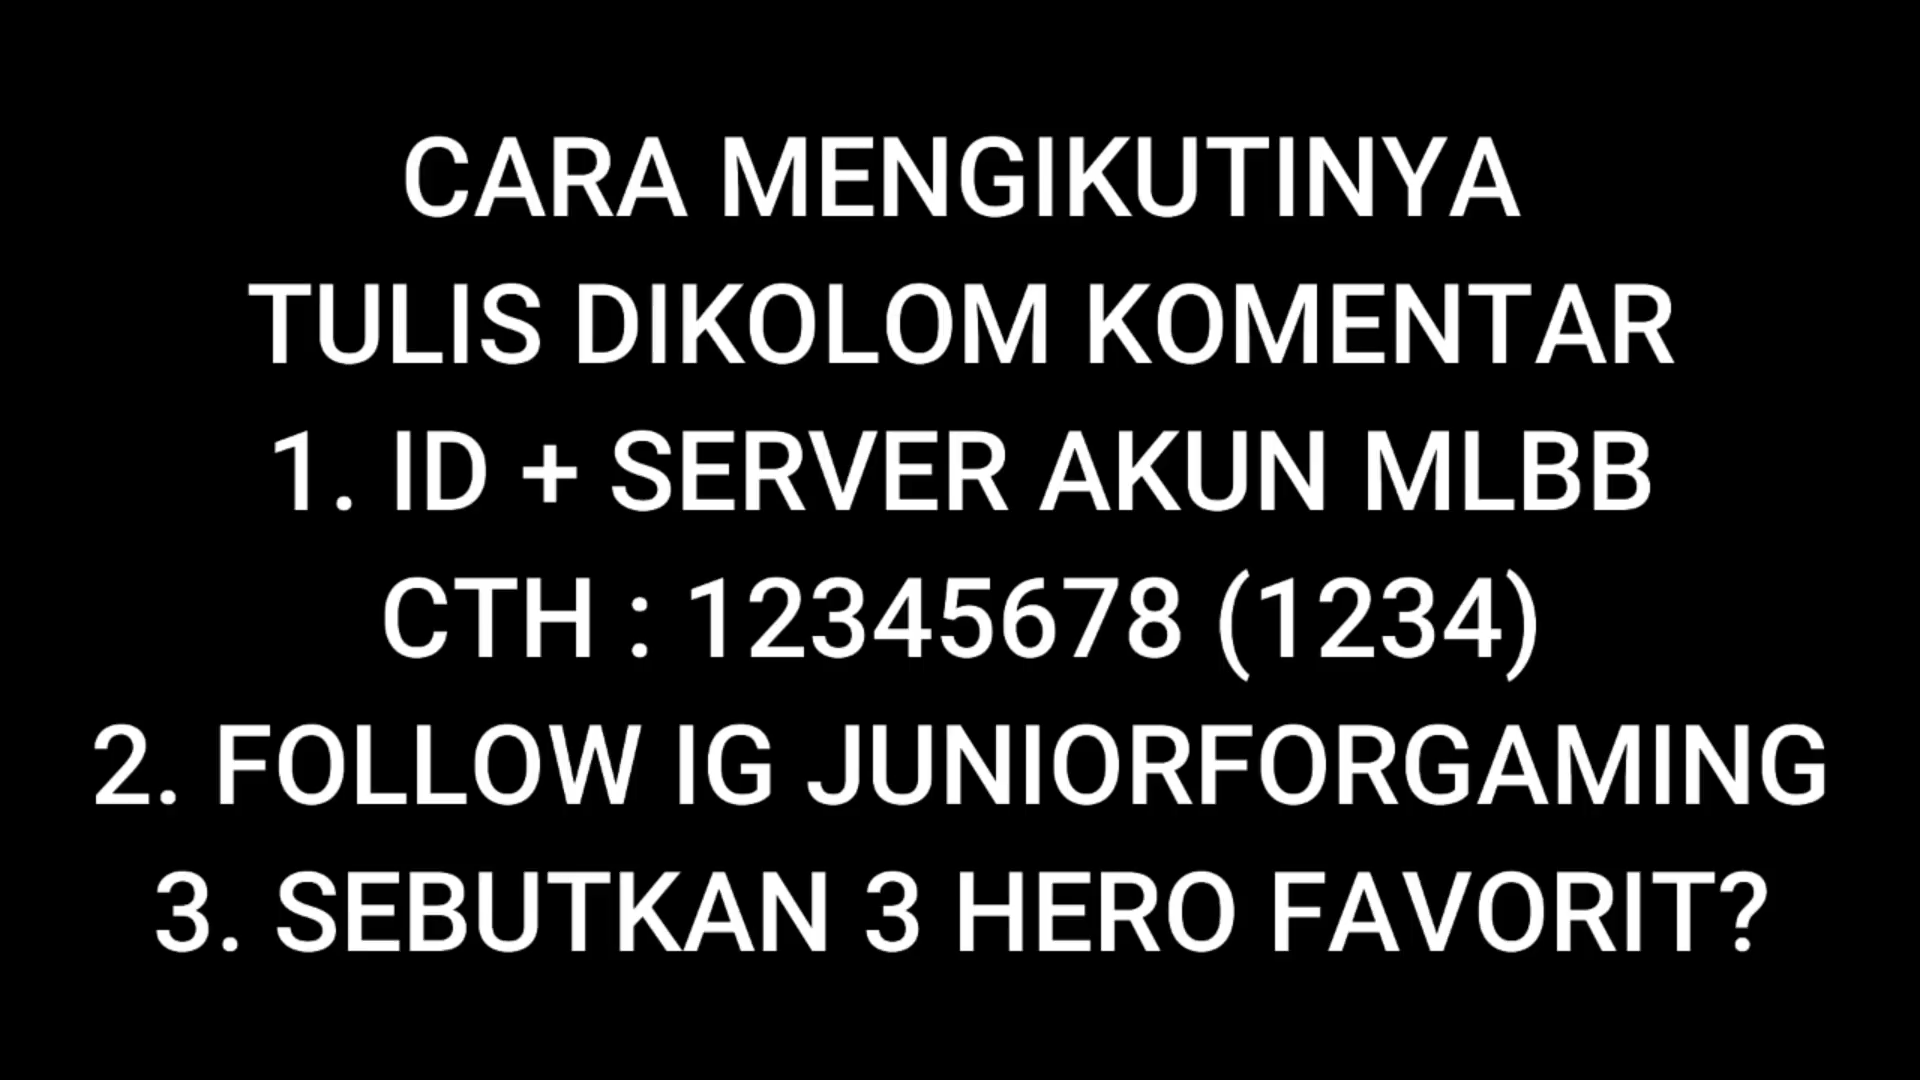 CARA MENGIKUTINYA
TULIS DIKOLOM KOMENTAR
1. ID + SERVER AKUN MLBB
CTH : 12345678 (1234)
2. FOLLOW IG JUNIORFORGAMING
3. SEBUTKAN 3 HERO FAVORIT?